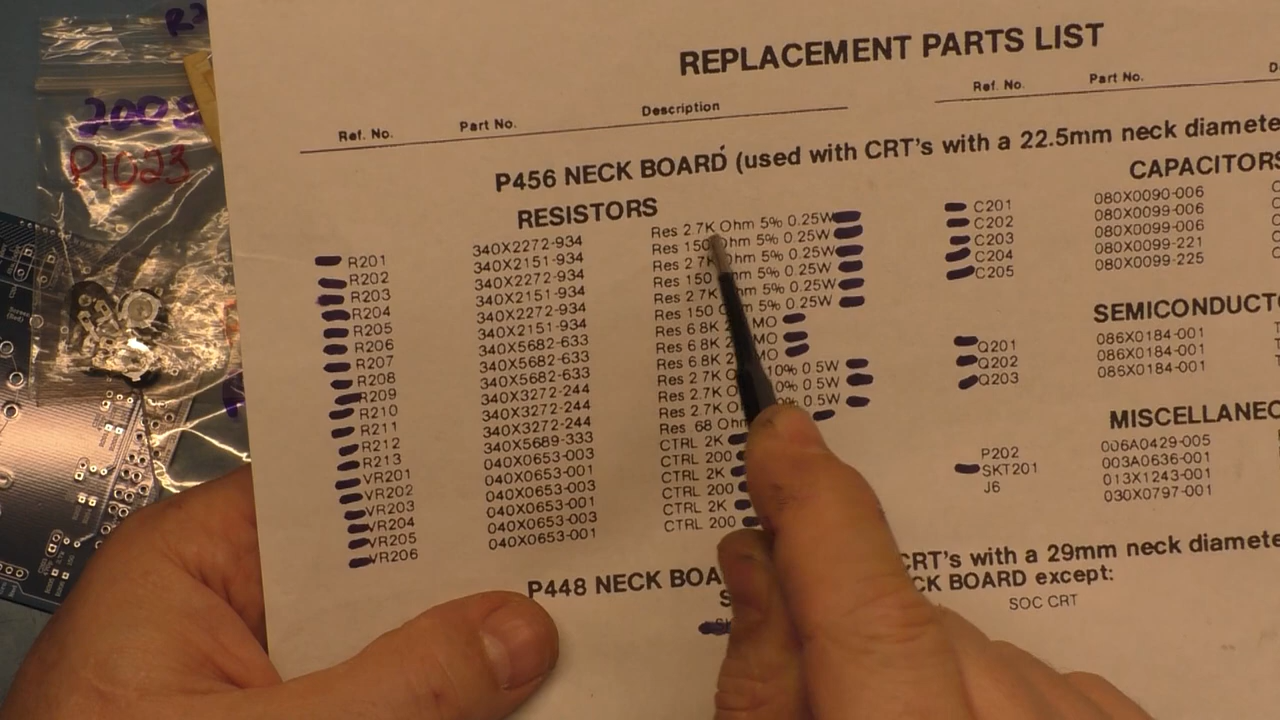 2008
P1023
REPLACEMENT PARTS LIST
Ref. No. Part No. Description
Ref. No. Part No.
P456 NECK BOARD (used with CRT's with a 22.5mm neck diamete
RESISTORS
R201 340X2272-934 Res 2.7K Ohm 5% 0.25W
R202 340X2151-934 Res 150 Ohm 5% 0.25W
R203 340X2272-934 Res 2.7K Ohm 5% 0.25W
R204 340X2151-934 Res 150 Ohm 5% 0.25W
R205 340X2272-934 Res 2.7K Ohm 5% 0.25W
R206 340X2151-934 Res 150 Ohm 5% 0.25W
R207 340X5682-633 Res 6.8K 2 MO
R208 340X5682-633 Res 6.8K 2 MO
R209 340X5682-633 Res 6.8K 2 MO
R210 340X3272-244 Res 2.7K O 10% 0.5W
R211 340X3272-244 Res 2.7K O 0% 0.5W
R212 340X3272-244 Res 2.7K O 0% 0.5W
R213 340X5689-333 Res 68 Ohm
VR201 040X0653-003 CTRL 2K
VR202 040X0653-001 CTRL 200
VR203 040X0653-003 CTRL 2K
VR204 040X0653-001 CTRL 200
VR205 040X0653-003 CTRL 2K
VR206 040X0653-001 CTRL 200
CAPACITORS
C201 080X0090-006
C202 080X0099-006
C203 080X0099-006
C204 080X0099-221
C205 080X0099-225
SEMICONDUCT
Q201 086X0184-001
Q202 086X0184-001
Q203 086X0184-001
MISCELLANEO
006A0429-005
P202 003A0636-001
SKT201 013X1243-001
J6 030X0797-001
P448 NECK BOA CRT's with a 29mm neck diamete
CK BOARD except:
SOC CRT